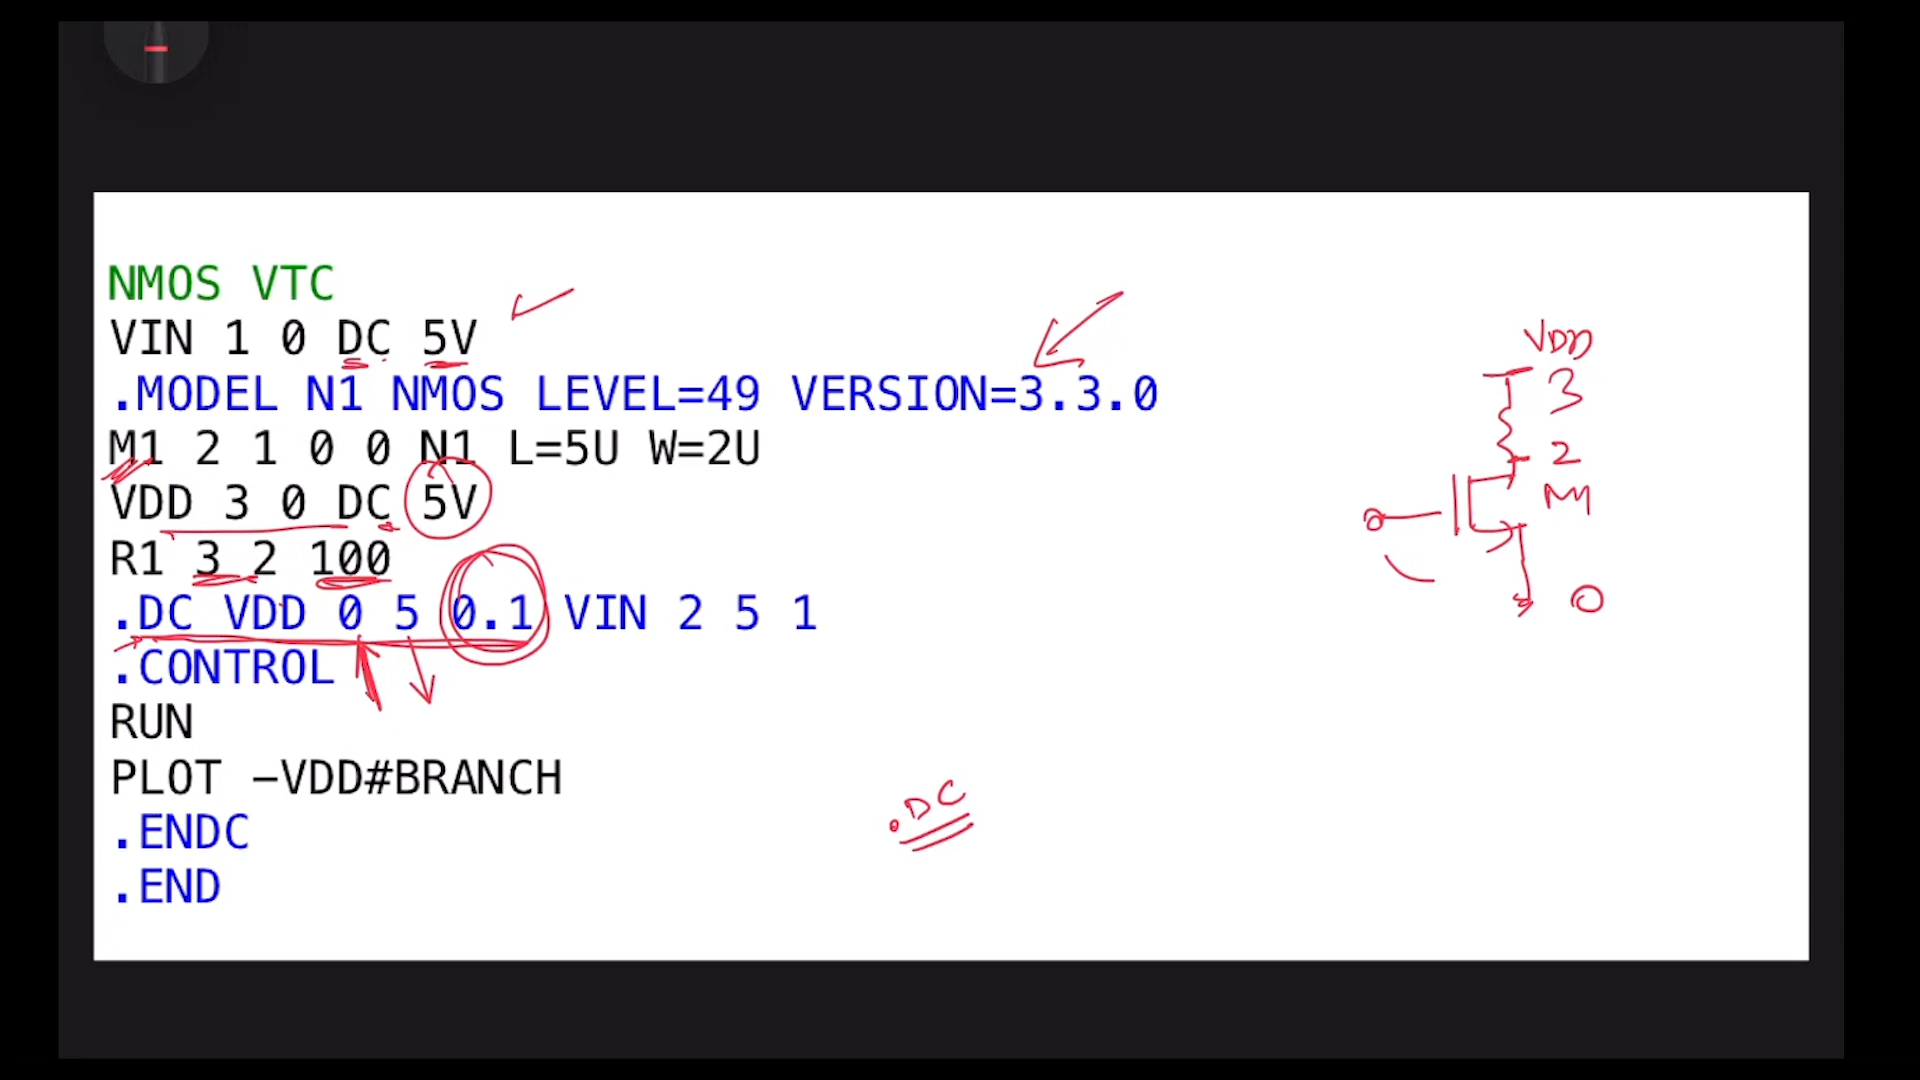 NMOS VTC
VIN 1 0 DC 5V
.MODEL N1 NMOS LEVEL=49 VERSION=3.3.0
M1 2 1 0 0 N1 L=5U W=2U
VDD 3 0 DC 5V
R1 3 2 100
.DC VDD 0 5 0.1 VIN 2 5 1
.CONTROL
RUN
PLOT −VDD#BRANCH
.ENDC
.END
VDD
3
2
M1
0
.DC